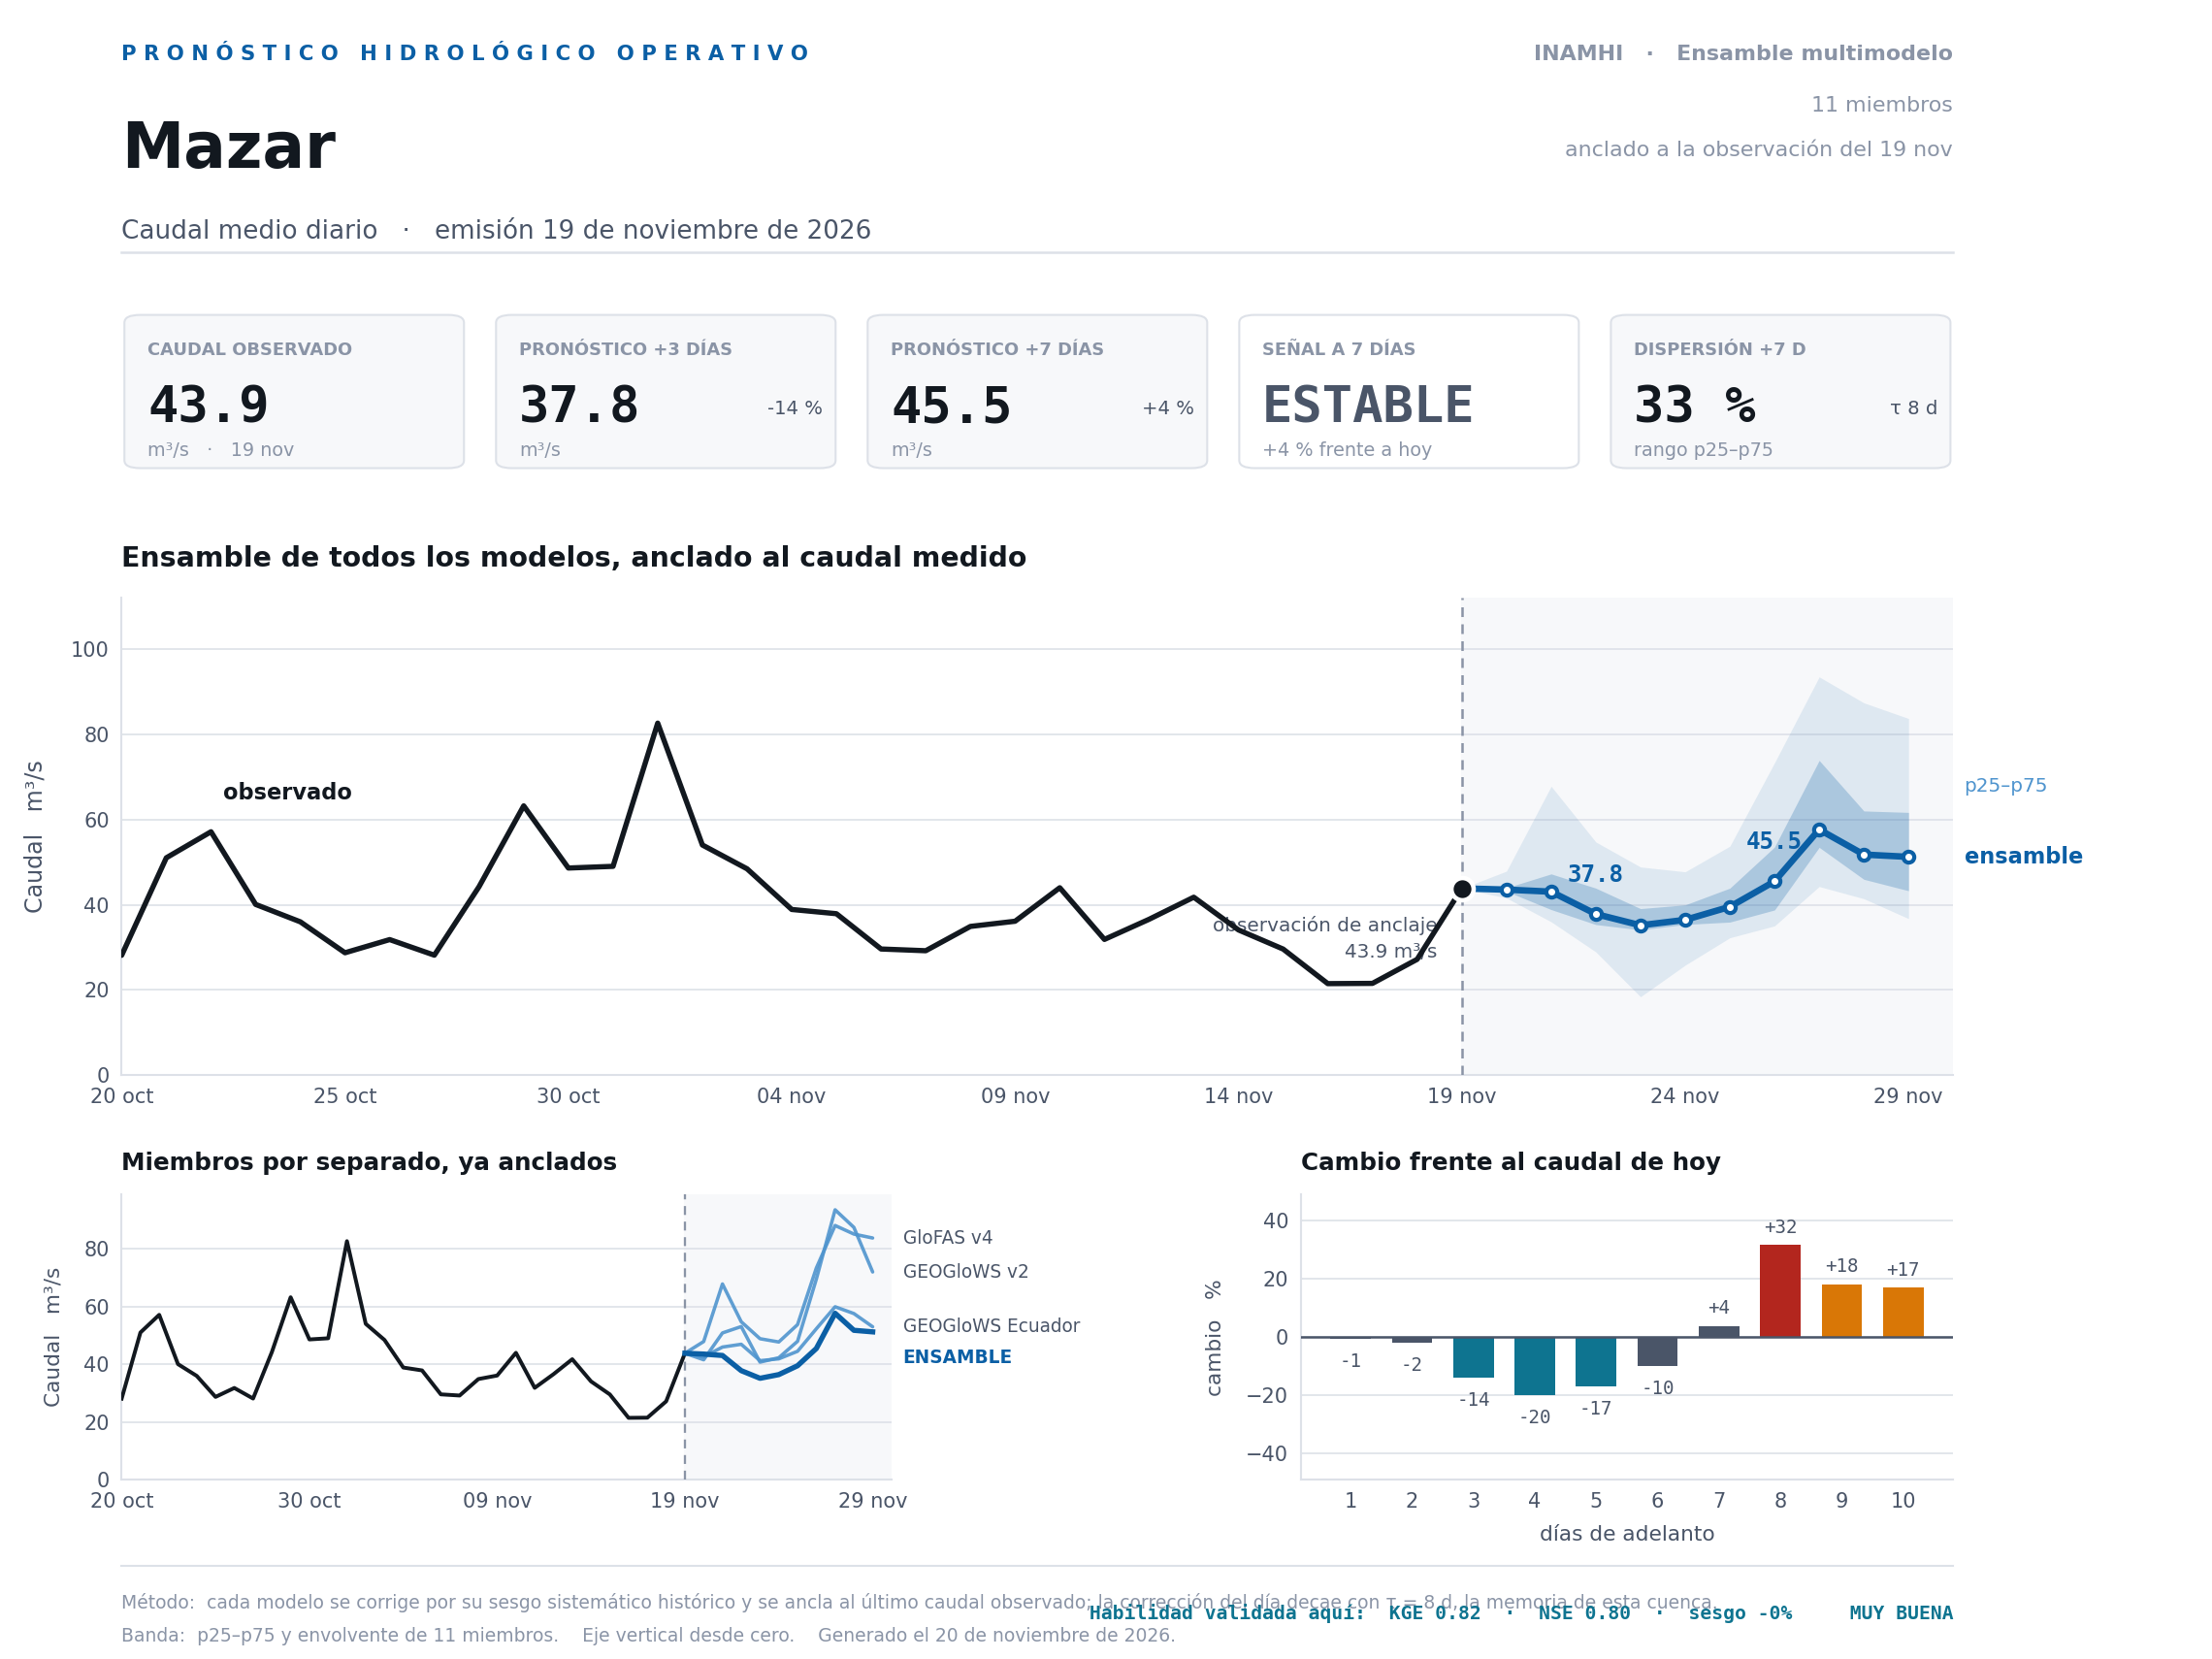 PRONÓSTICO HIDROLÓGICO OPERATIVO
INAMHI · Ensamble multimodelo
11 miembros
Mazar
anclado a la observación del 19 nov
Caudal medio diario · emisión 19 de noviembre de 2026
CAUDAL OBSERVADO
43.9
m³/s · 19 nov
PRONÓSTICO +3 DÍAS
37.8
-14 %
m³/s
PRONÓSTICO +7 DÍAS
45.5
+4 %
m³/s
SEÑAL A 7 DÍAS
ESTABLE
+4 % frente a hoy
DISPERSIÓN +7 D
33 %
τ 8 d
rango p25–p75
Ensamble de todos los modelos, anclado al caudal medido
Caudal m³/s
100
80
60
40
20
0
observado
observación de anclaje
43.9 m³/s
37.8
45.5
p25–p75
ensamble
20 oct
25 oct
30 oct
04 nov
09 nov
14 nov
19 nov
24 nov
29 nov
Miembros por separado, ya anclados
Caudal m³/s
80
60
40
20
0
GloFAS v4
GEOGloWS v2
GEOGloWS Ecuador
ENSAMBLE
20 oct
30 oct
09 nov
19 nov
29 nov
Cambio frente al caudal de hoy
cambio %
40
20
0
−20
−40
-1
-2
-14
-20
-17
-10
+4
+32
+18
+17
1
2
3
4
5
6
7
8
9
10
días de adelanto
Método: cada modelo se corrige por su sesgo sistemático histórico y se ancla al último caudal observado; la corrección del día decae con τ = 8 d, la memoria de esta cuenca.
Habilidad validada aquí: KGE 0.82 · NSE 0.80 · sesgo -0% MUY BUENA
Banda: p25–p75 y envolvente de 11 miembros. Eje vertical desde cero. Generado el 20 de noviembre de 2026.